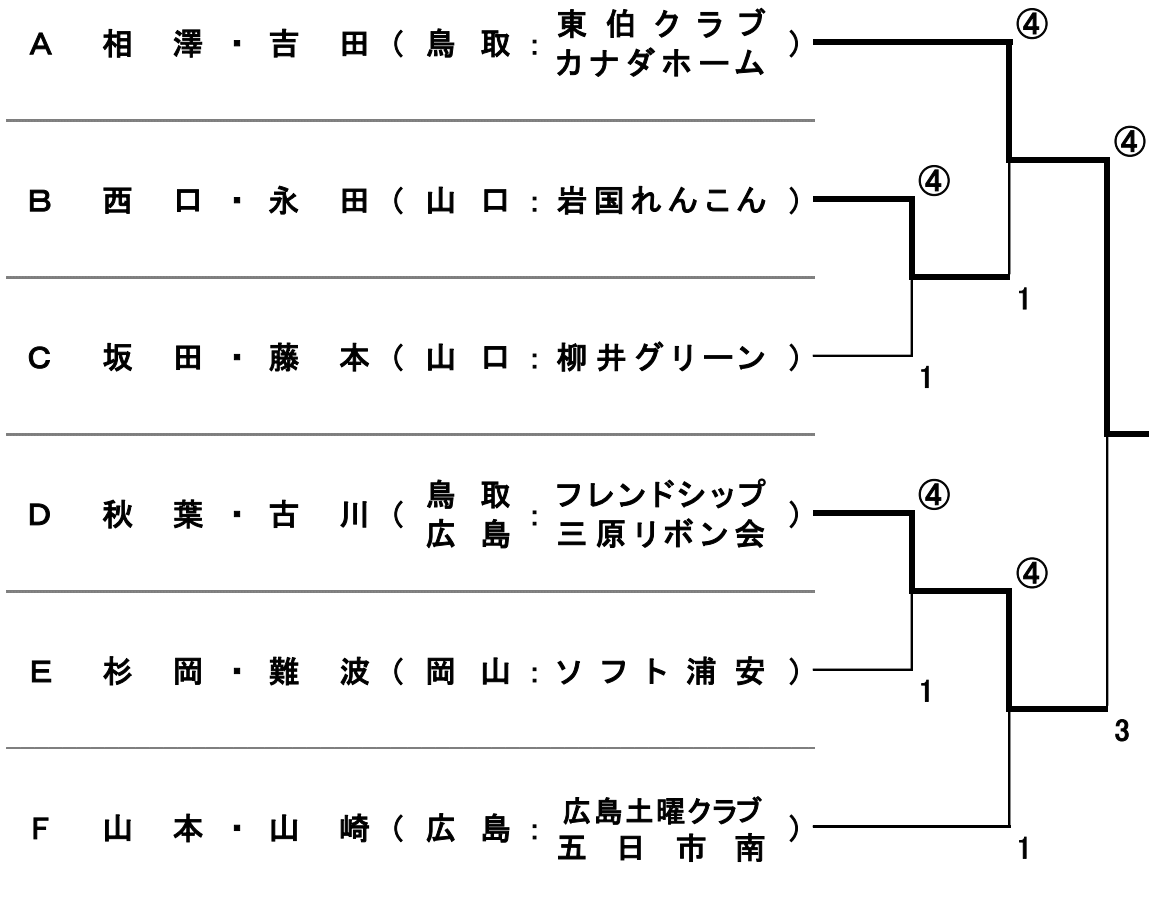 ④
A 相澤・吉田(鳥取:東伯クラブ カナダホーム)
④
④
B 西口・永田(山口:岩国れんこん)
1
C 坂田・藤本(山口:柳井グリーン)
1
④
D 秋葉・古川(鳥取 広島:フレンドシップ 三原リボン会)
④
E 杉岡・難波(岡山:ソフト浦安)
1
3
F 山本・山崎(広島:広島土曜クラブ 五日市南)
1